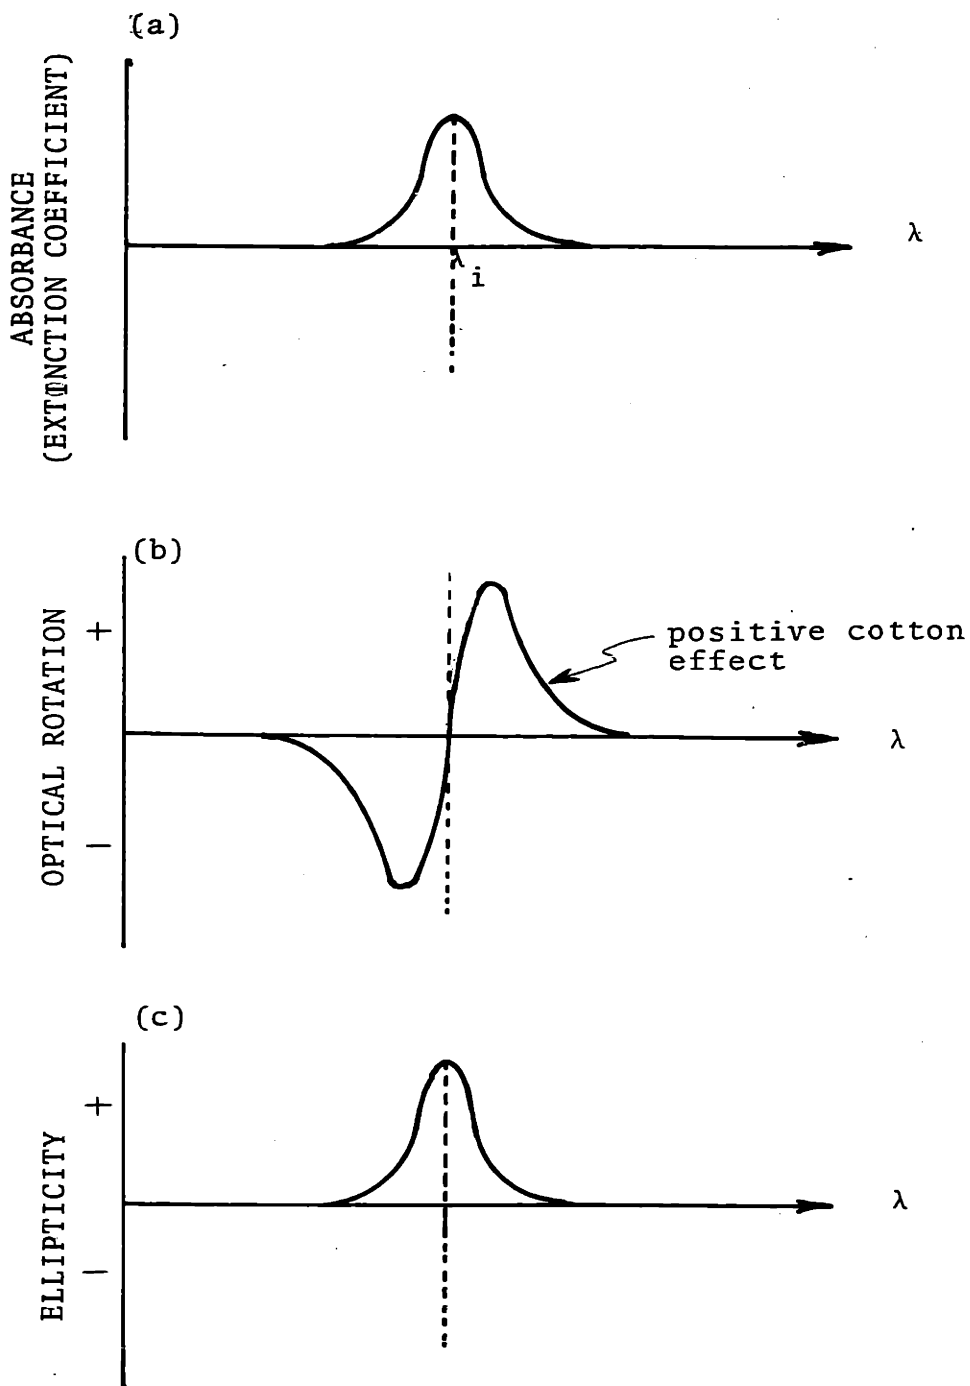 (a)
ABSORBANCE
(EXTINCTION COEFFICIENT)
λ
λi
(b)
OPTICAL ROTATION
+
−
positive cotton
effect
λ
(c)
ELLIPTICITY
+
−
λ